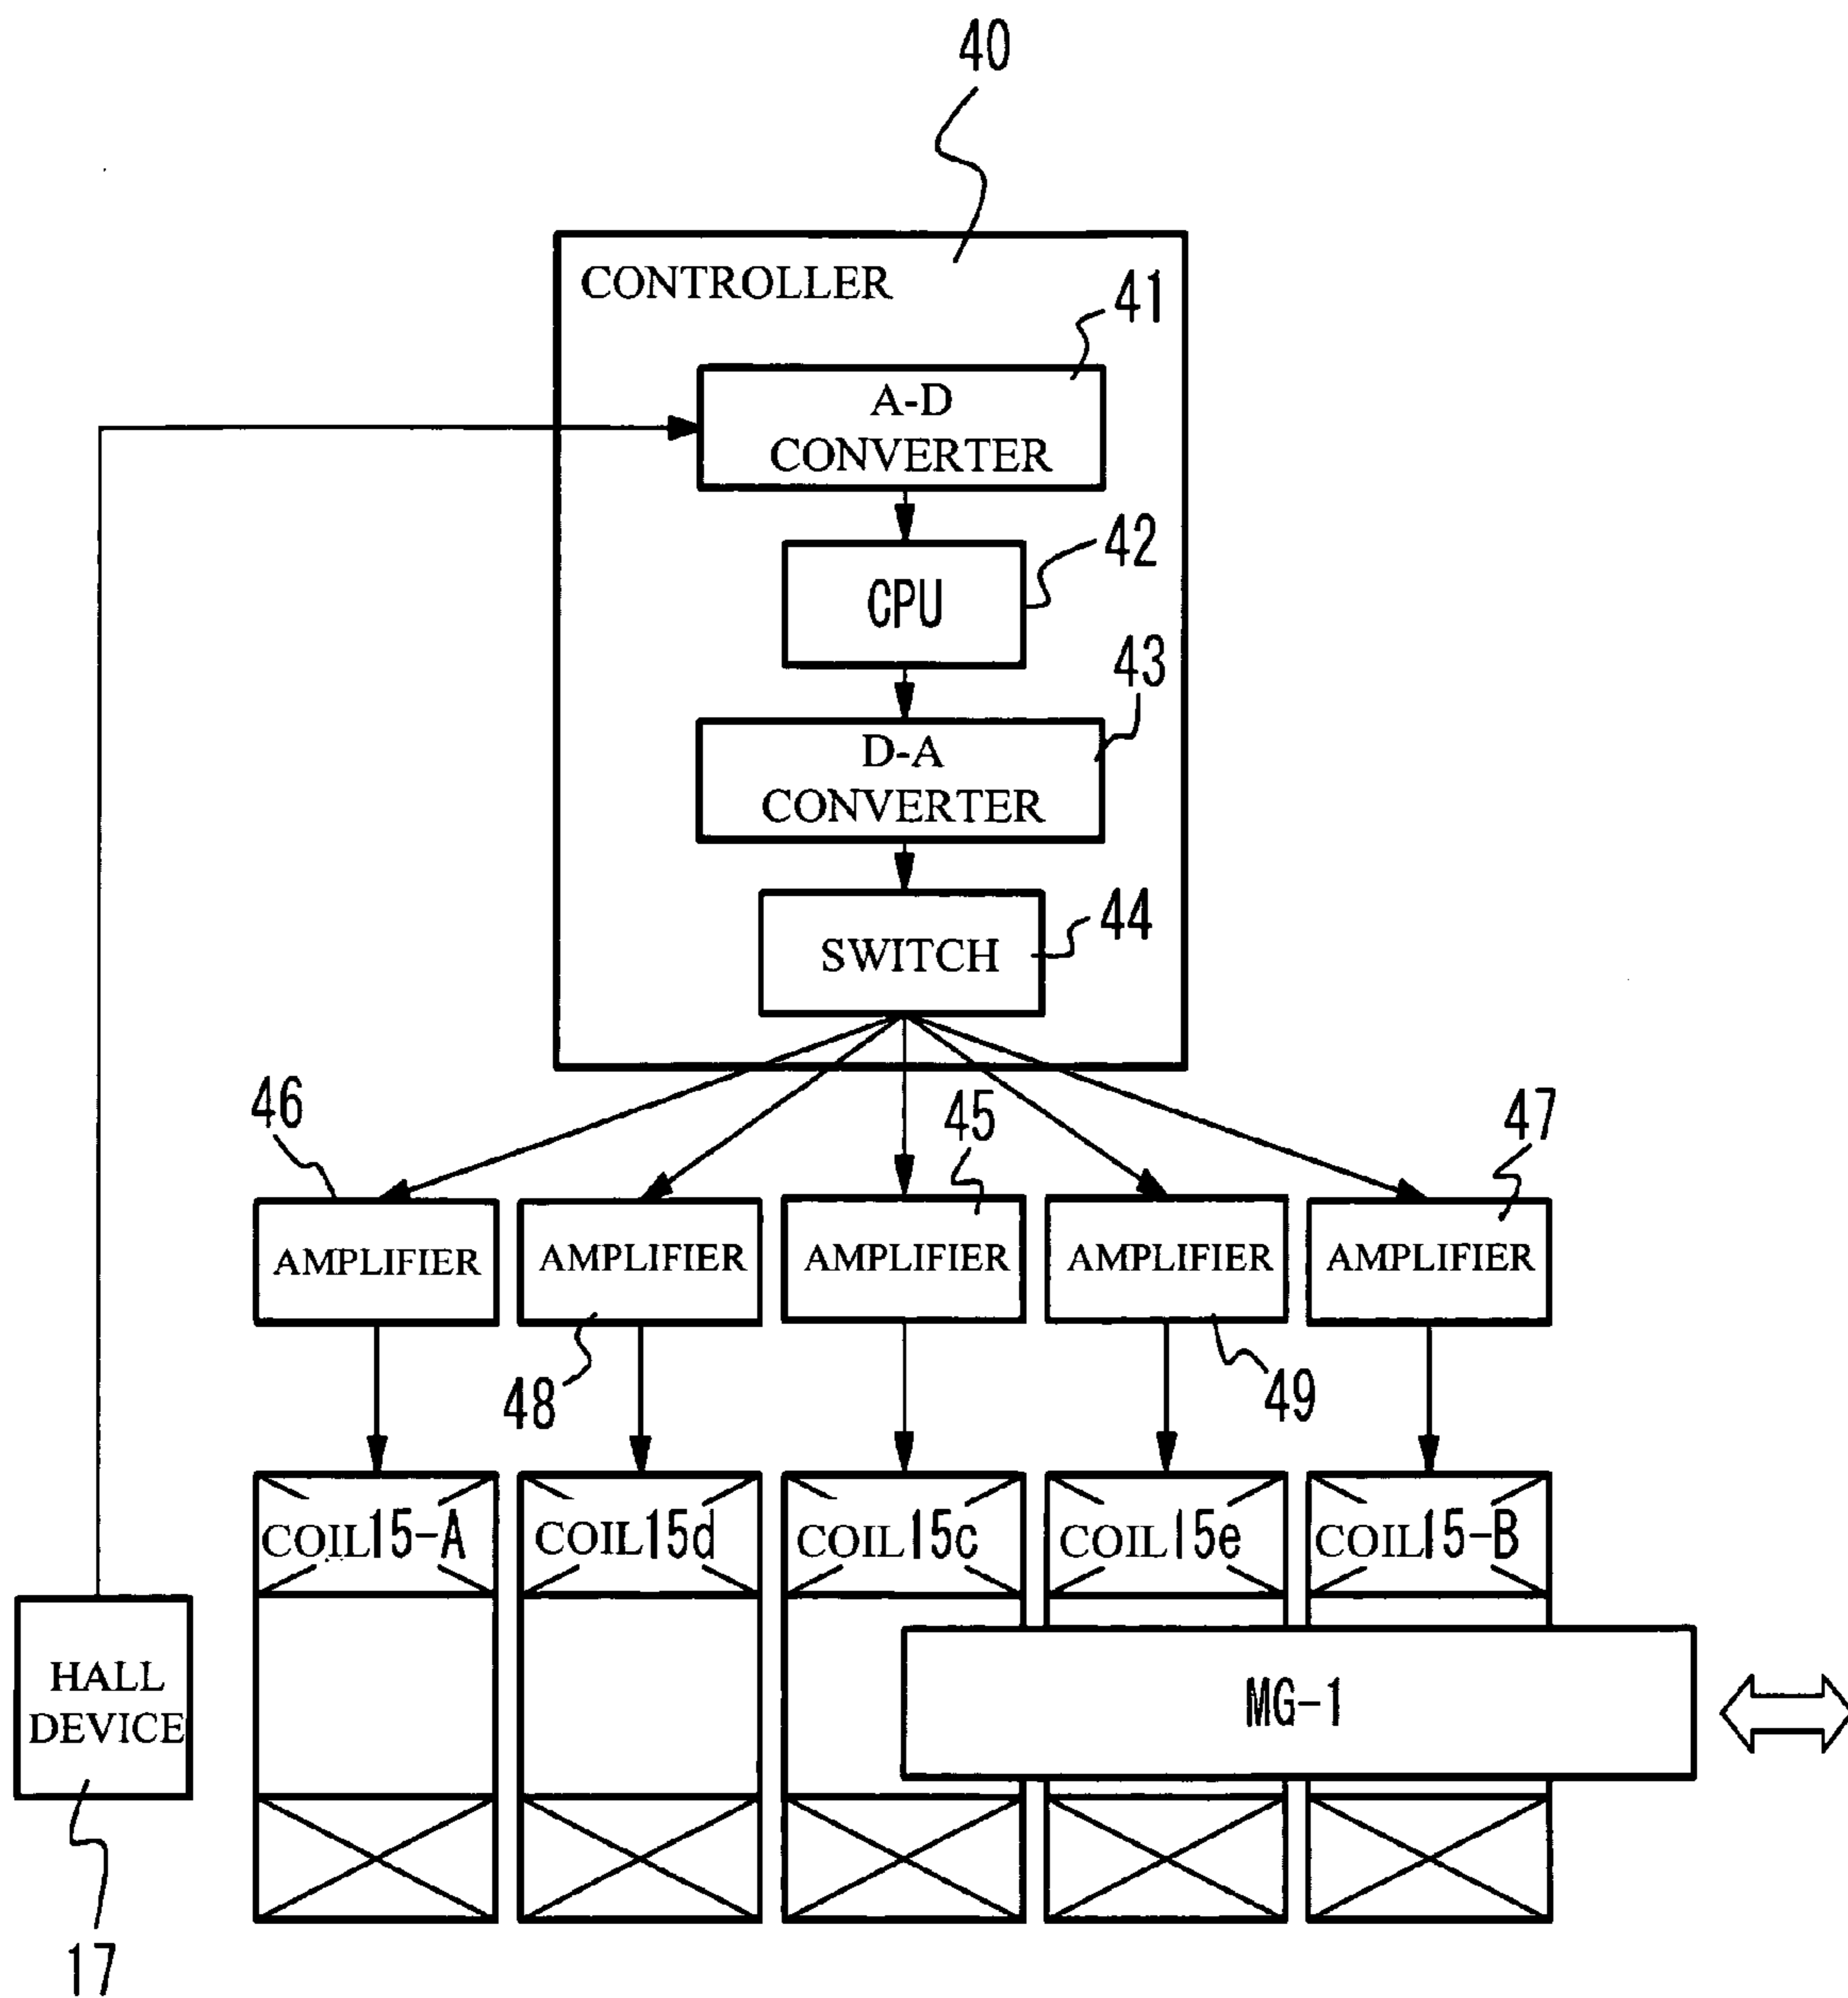 40
CONTROLLER
41
A-D
CONVERTER
42
CPU
43
D-A
CONVERTER
44
SWITCH
46
45
47
AMPLIFIER
AMPLIFIER
AMPLIFIER
AMPLIFIER
AMPLIFIER
48
49
COIL15-A
COIL15d
COIL15c
COIL15e
COIL15-B
HALL
DEVICE
MG-1
17